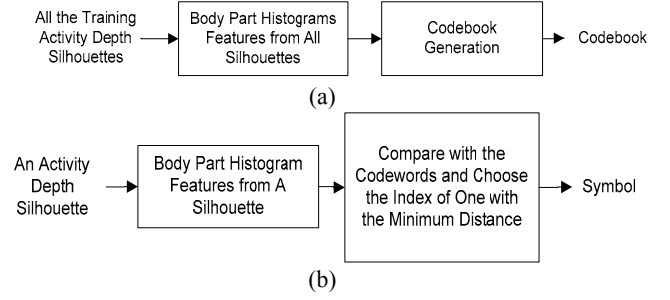 All the Training
Activity Depth
Silhouettes
Body Part Histograms
Features from All
Silhouettes
Codebook
Generation
Codebook
(a)
An Activity
Depth
Silhouette
Body Part Histogram
Features from A
Silhouette
Compare with the
Codewords and Choose
the Index of One with
the Minimum Distance
Symbol
(b)